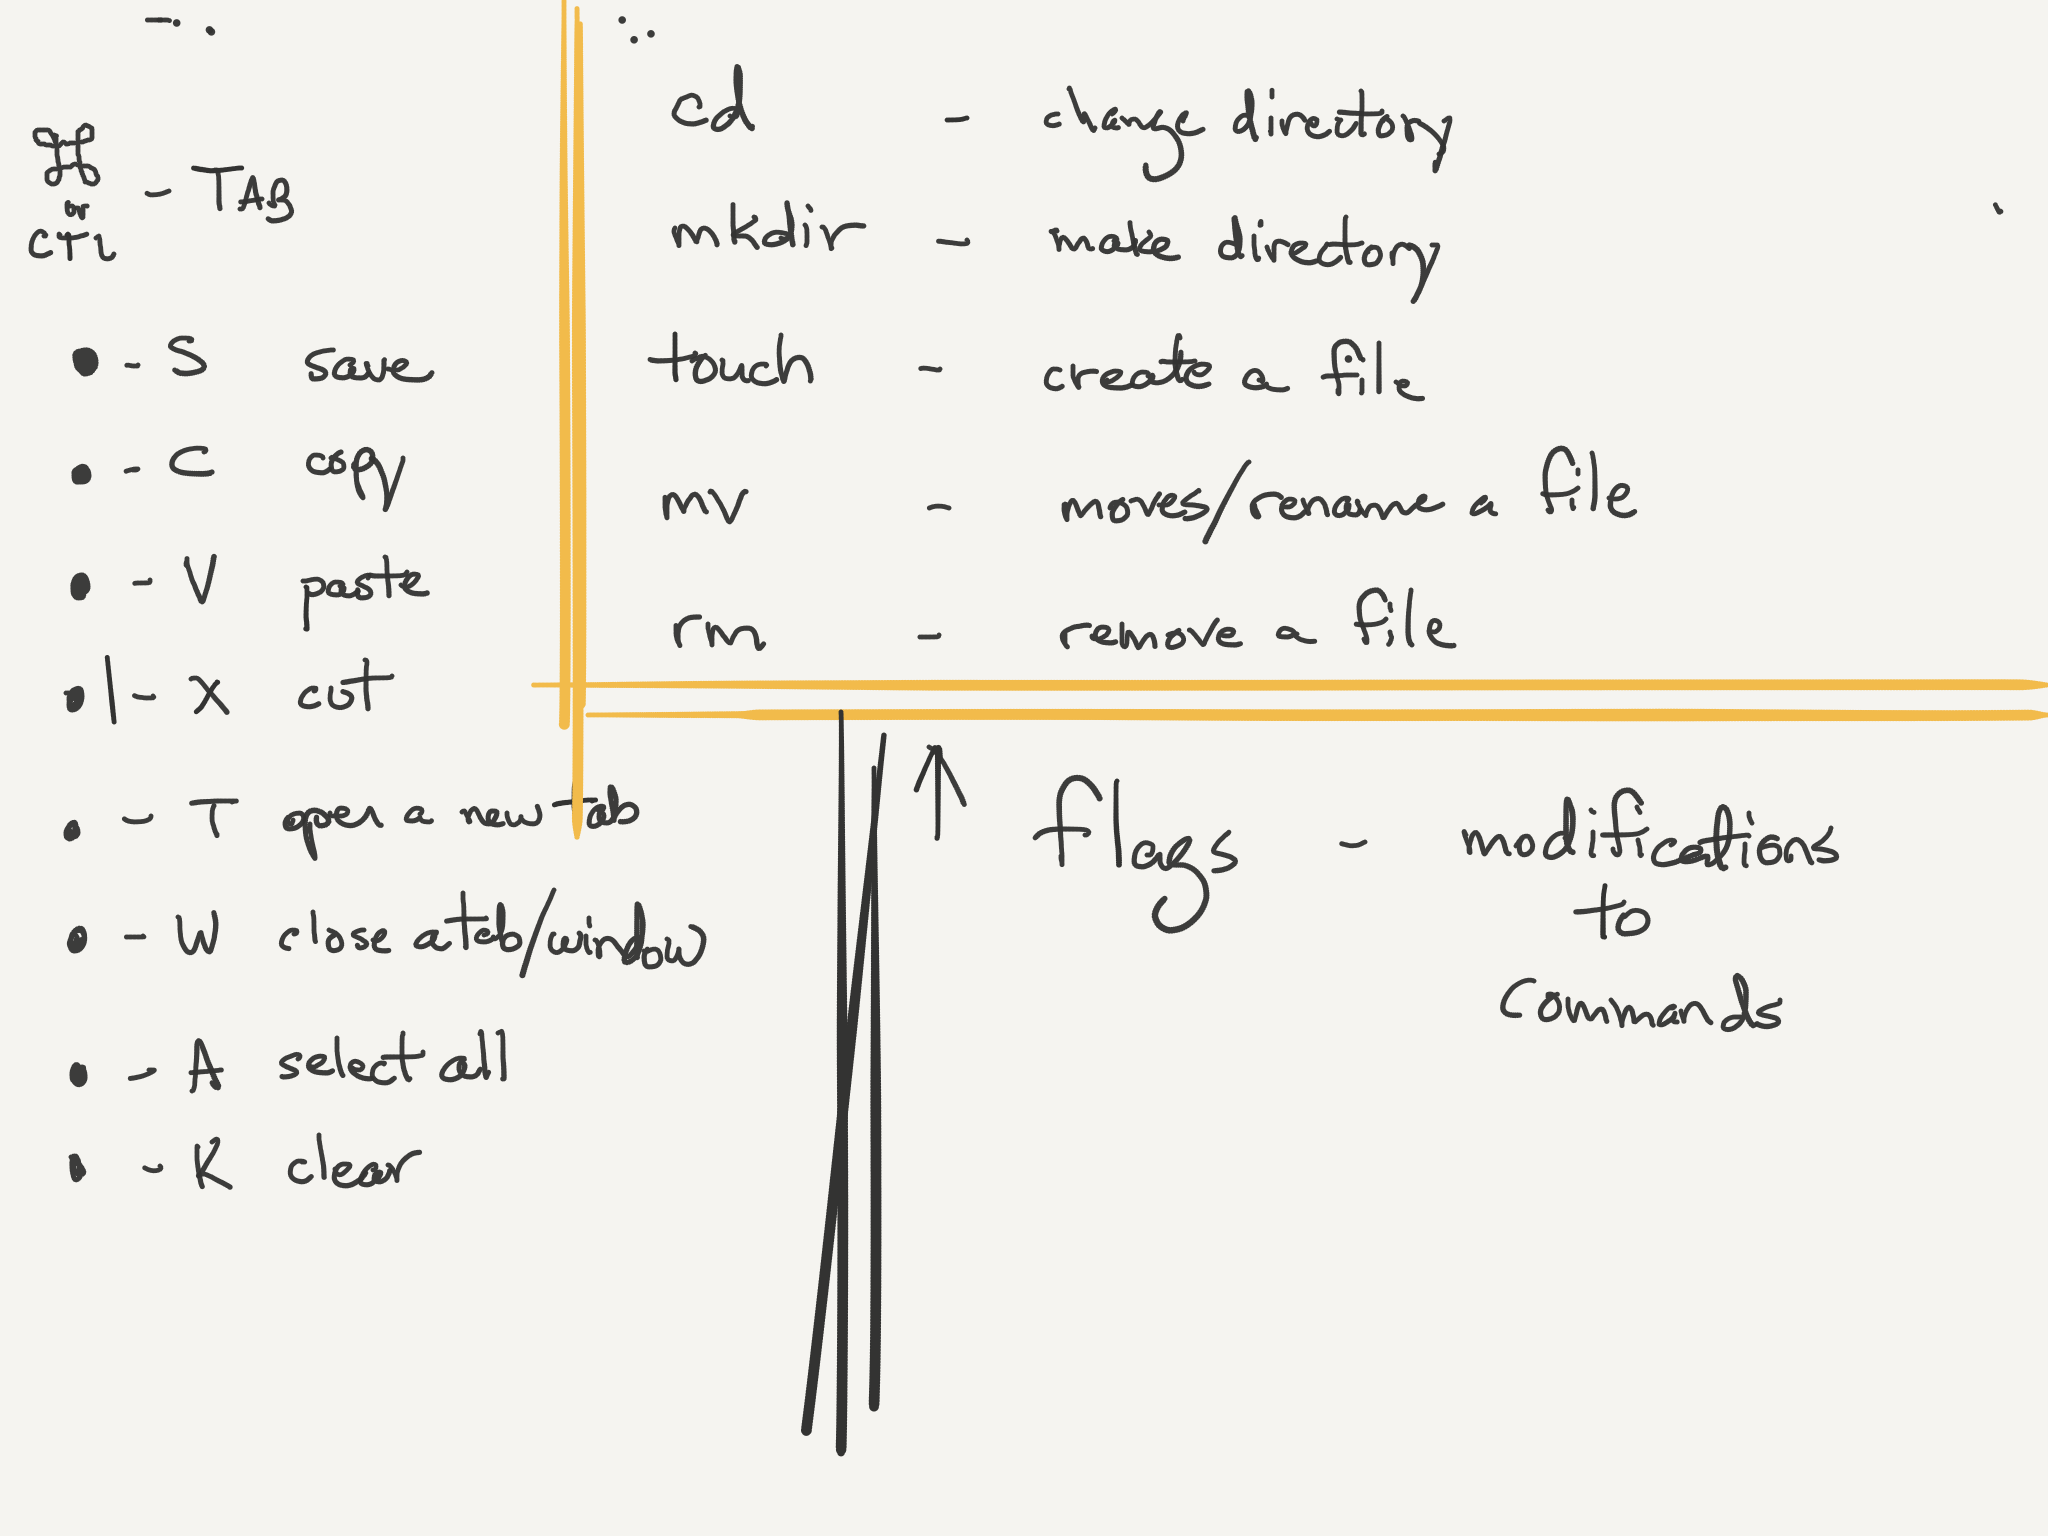 ⌘ or CTL - TAB
• - S save
• - C copy
• - V paste
• - X cut
• - T open a new Tab
• - W close a tab/window
• - A select all
• - K clear
cd - change directory
mkdir - make directory
touch - create a file
mv - moves/rename a file
rm - remove a file
↑ flags - modifications
to
commands